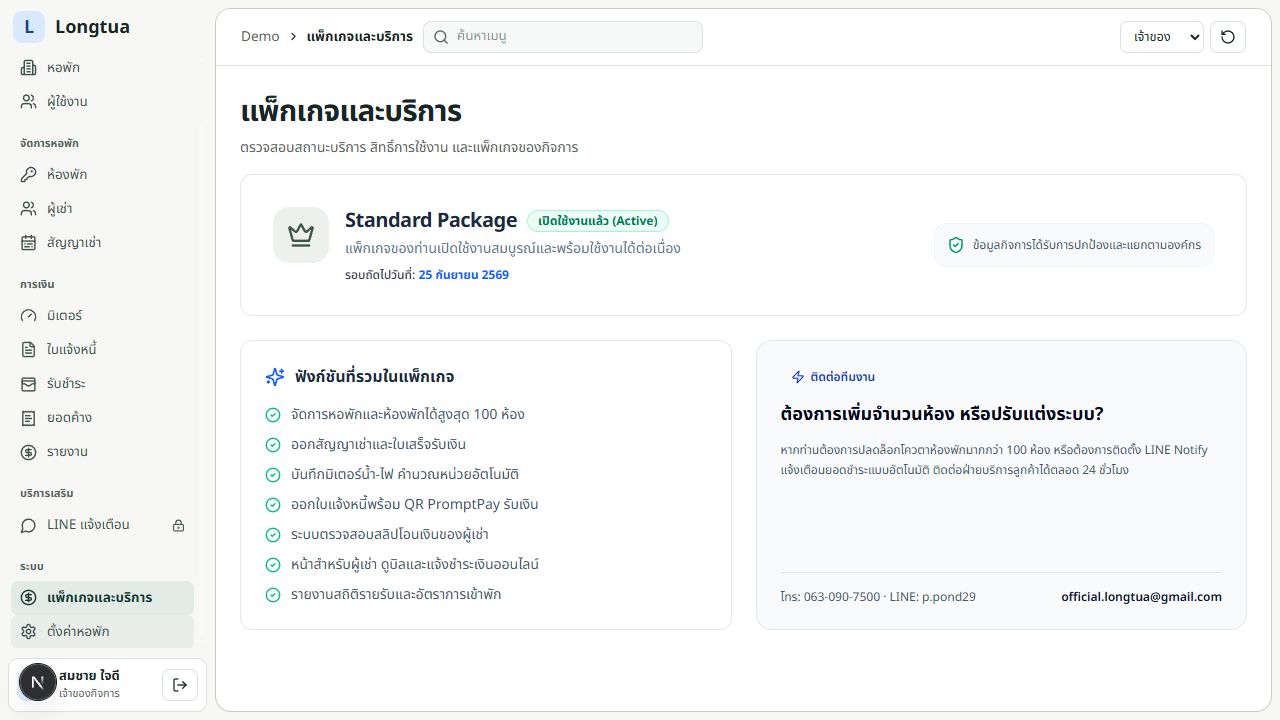 L Longtua
หอพัก
ผู้ใช้งาน
จัดการหอพัก
ห้องพัก
ผู้เช่า
สัญญาเช่า
การเงิน
มิเตอร์
ใบแจ้งหนี้
รับชำระ
ยอดค้าง
รายงาน
บริการเสริม
LINE แจ้งเตือน
ระบบ
แพ็กเกจและบริการ
ตั้งค่าหอพัก
N
สมชาย ใจดี
เจ้าของกิจการ
Demo > แพ็กเกจและบริการ
ค้นหาเมนู
เจ้าของ
แพ็กเกจและบริการ
ตรวจสอบสถานะบริการ สิทธิ์การใช้งาน และแพ็กเกจของกิจการ
Standard Package เปิดใช้งานแล้ว (Active)
แพ็กเกจของท่านเปิดใช้งานสมบูรณ์และพร้อมใช้งานได้ต่อเนื่อง
รอบถัดไปวันที่: 25 กันยายน 2569
ข้อมูลกิจการได้รับการปกป้องและแยกตามองค์กร
ฟังก์ชันที่รวมในแพ็กเกจ
จัดการหอพักและห้องพักได้สูงสุด 100 ห้อง
ออกสัญญาเช่าและใบเสร็จรับเงิน
บันทึกมิเตอร์น้ำ-ไฟ คำนวณหน่วยอัตโนมัติ
ออกใบแจ้งหนี้พร้อม QR PromptPay รับเงิน
ระบบตรวจสอบสลิปโอนเงินของผู้เช่า
หน้าสำหรับผู้เช่า ดูบิลและแจ้งชำระเงินออนไลน์
รายงานสถิติรายรับและอัตราการเข้าพัก
ติดต่อทีมงาน
ต้องการเพิ่มจำนวนห้อง หรือปรับแต่งระบบ?
หากท่านต้องการปลดล็อกโควตาห้องพักมากกว่า 100 ห้อง หรือต้องการติดตั้ง LINE Notify
แจ้งเตือนยอดชำระแบบอัตโนมัติ ติดต่อฝ่ายบริการลูกค้าได้ตลอด 24 ชั่วโมง
โทร: 063-090-7500 · LINE: p.pond29
official.longtua@gmail.com